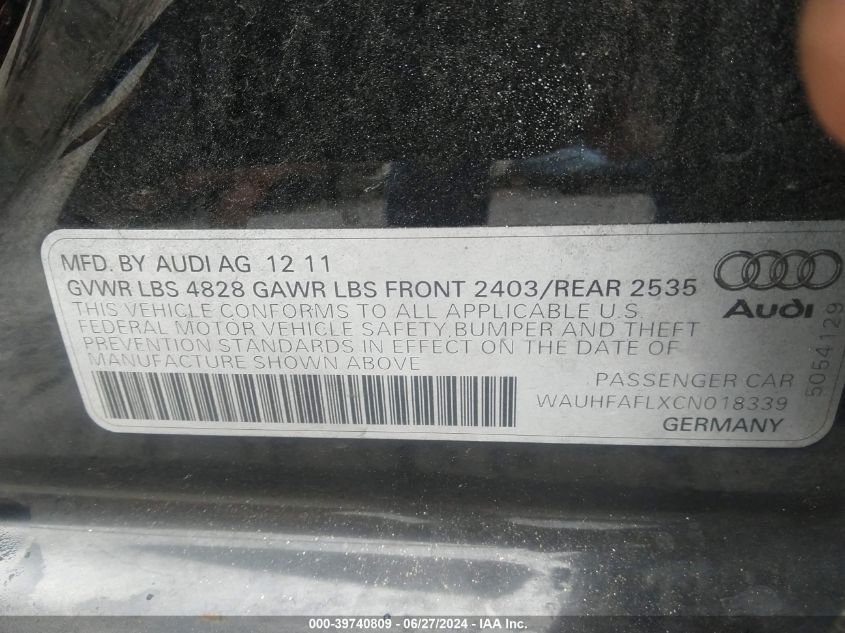 MFD. BY AUDI AG 12 11
GVWR LBS 4828 GAWR LBS FRONT 2403/REAR 2535
THIS VEHICLE CONFORMS TO ALL APPLICABLE U.S.
FEDERAL MOTOR VEHICLE SAFETY,BUMPER AND THEFT
PREVENTION STANDARDS IN EFFECT ON THE DATE OF
MANUFACTURE SHOWN ABOVE
Audi
5054129
PASSENGER CAR
WAUHFAFLXCN018339
GERMANY
000-39740809 - 06/27/2024 - IAA Inc.